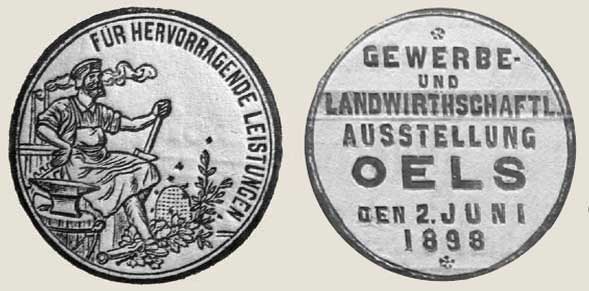 FÜR HERVORRAGENDE LEISTUNGEN
GEWERBE-
UND
LANDWIRTHSCHAFTL.
AUSSTELLUNG
OELS
DEN 2. JUNI
1898